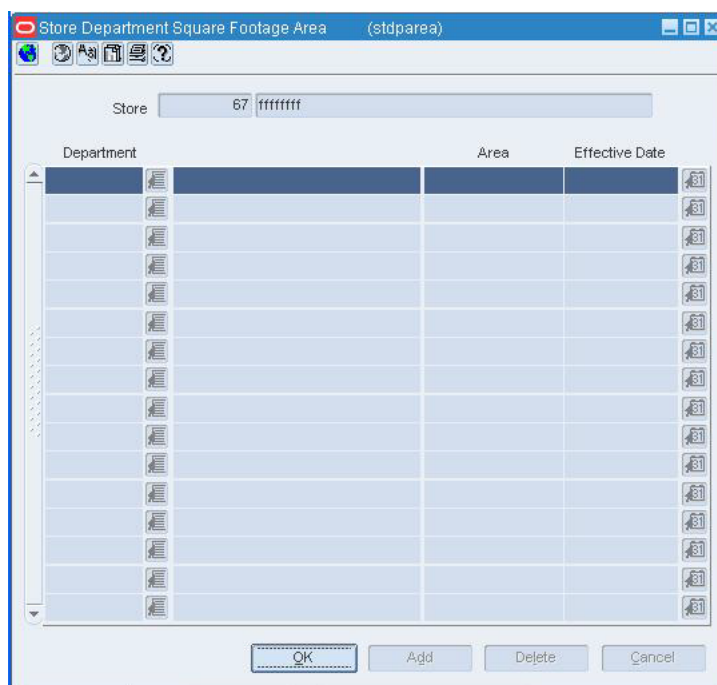 Store Department Square Footage Area (stdparea)
Store 67 ffffffff
Department Area Effective Date
OK Add Delete Cancel